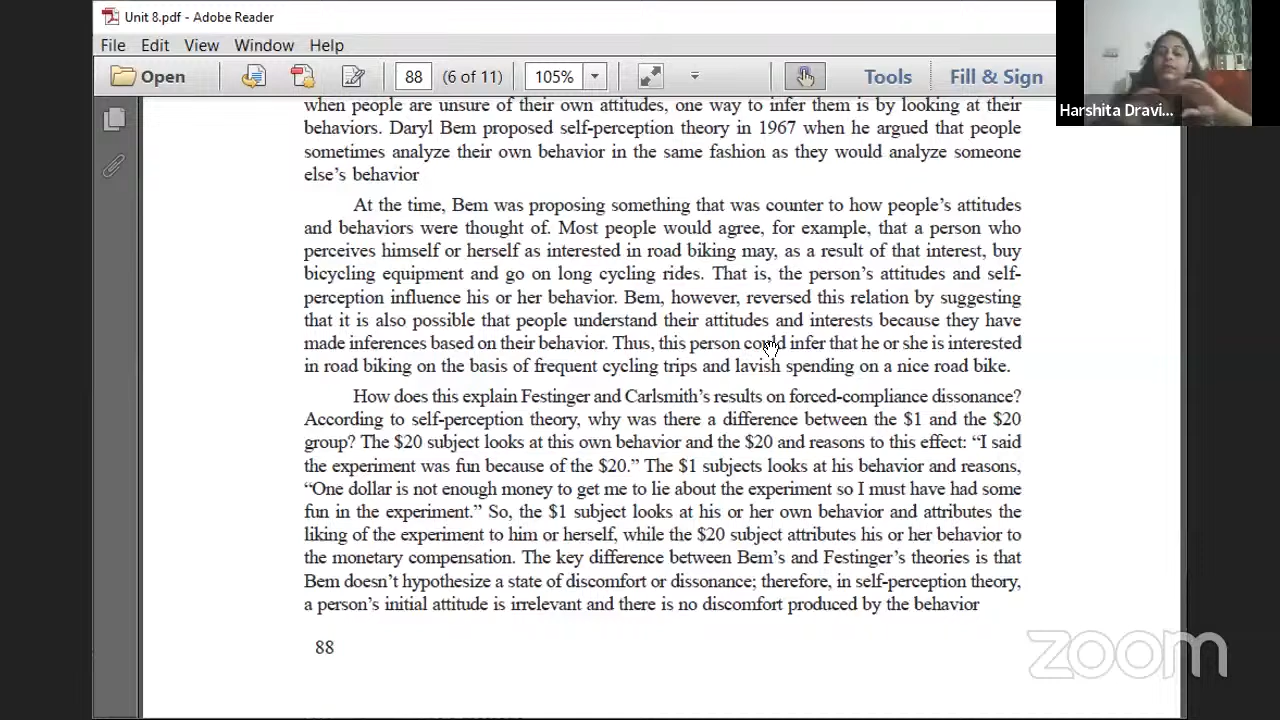 Unit 8.pdf - Adobe Reader
File Edit View Window Help
Open 88 (6 of 11) 105% Tools Fill & Sign
Harshita Dravi...
when people are unsure of their own attitudes, one way to infer them is by looking at their
behaviors. Daryl Bem proposed self-perception theory in 1967 when he argued that people
sometimes analyze their own behavior in the same fashion as they would analyze someone
else’s behavior
At the time, Bem was proposing something that was counter to how people’s attitudes
and behaviors were thought of. Most people would agree, for example, that a person who
perceives himself or herself as interested in road biking may, as a result of that interest, buy
bicycling equipment and go on long cycling rides. That is, the person’s attitudes and self-
perception influence his or her behavior. Bem, however, reversed this relation by suggesting
that it is also possible that people understand their attitudes and interests because they have
made inferences based on their behavior. Thus, this person could infer that he or she is interested
in road biking on the basis of frequent cycling trips and lavish spending on a nice road bike.
How does this explain Festinger and Carlsmith’s results on forced-compliance dissonance?
According to self-perception theory, why was there a difference between the $1 and the $20
group? The $20 subject looks at this own behavior and the $20 and reasons to this effect: “I said
the experiment was fun because of the $20.” The $1 subjects looks at his behavior and reasons,
“One dollar is not enough money to get me to lie about the experiment so I must have had some
fun in the experiment.” So, the $1 subject looks at his or her own behavior and attributes the
liking of the experiment to him or herself, while the $20 subject attributes his or her behavior to
the monetary compensation. The key difference between Bem’s and Festinger’s theories is that
Bem doesn’t hypothesize a state of discomfort or dissonance; therefore, in self-perception theory,
a person’s initial attitude is irrelevant and there is no discomfort produced by the behavior
88
zoom